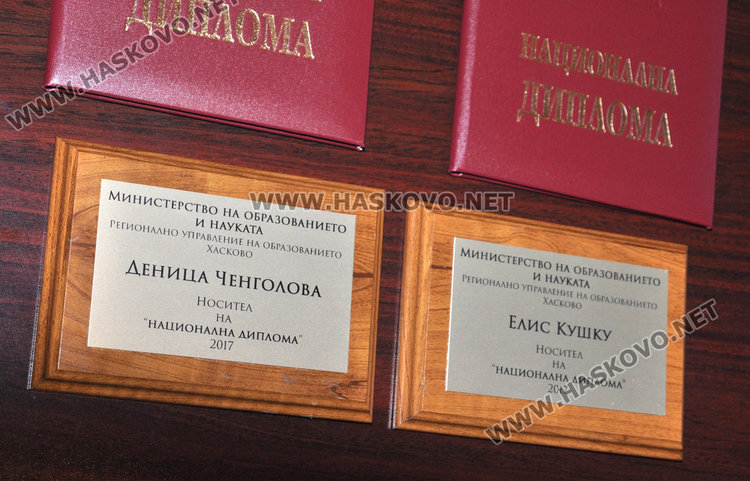 ДИПЛОМА
НАЦИОНАЛНА
ДИПЛОМА
WWW.HASKOVO.NET
WWW.HASKOVO.NET
Министерство на образованието
и науката
Регионално управление на образованието
Хасково
Деница Ченголова
Носител
на
"национална диплома"
2017
Министерство на образованието
и науката
Регионално управление на образованието
Хасково
Елис Кушку
Носител
на
"национална диплома"
WWW.HASKOVO.NET